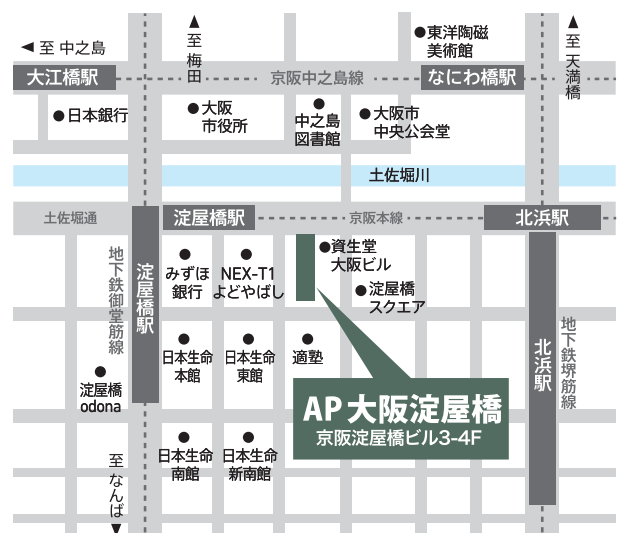 ◀ 至 中之島
▲至 梅田
東洋陶磁
美術館
▲至 天満橋
大江橋駅
京阪中之島線
なにわ橋駅
日本銀行
大阪
市役所
中之島
図書館
大阪市
中央公会堂
土佐堀川
土佐堀通
淀屋橋駅
京阪本線
北浜駅
地下鉄御堂筋線
淀屋橋駅
みずほ
銀行
NEX-T1
よどやばし
資生堂
大阪ビル
淀屋橋
スクエア
日本生命
本館
日本生命
東館
適塾
北浜駅
地下鉄堺筋線
淀屋橋
odona
AP 大阪淀屋橋
京阪淀屋橋ビル3-4F
日本生命
南館
日本生命
新南館
至 なんば▼